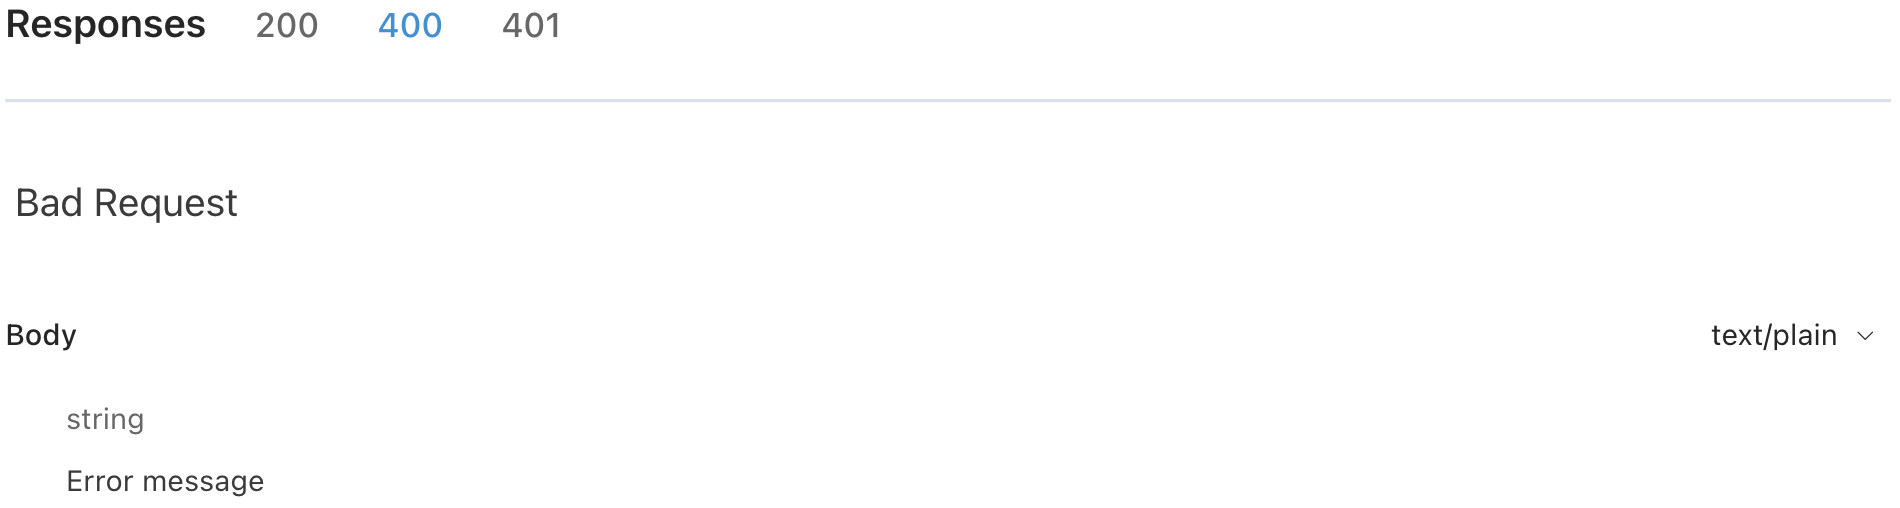 Responses 200 400 401
Bad Request
Body text/plain
string
Error message